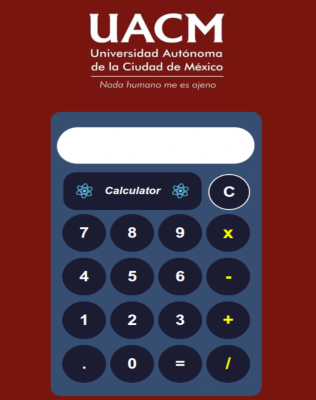 UACM
Universidad Autónoma
de la Ciudad de México
Nada humano me es ajeno
Calculator C
7 8 9 x
4 5 6 -
1 2 3 +
. 0 = /